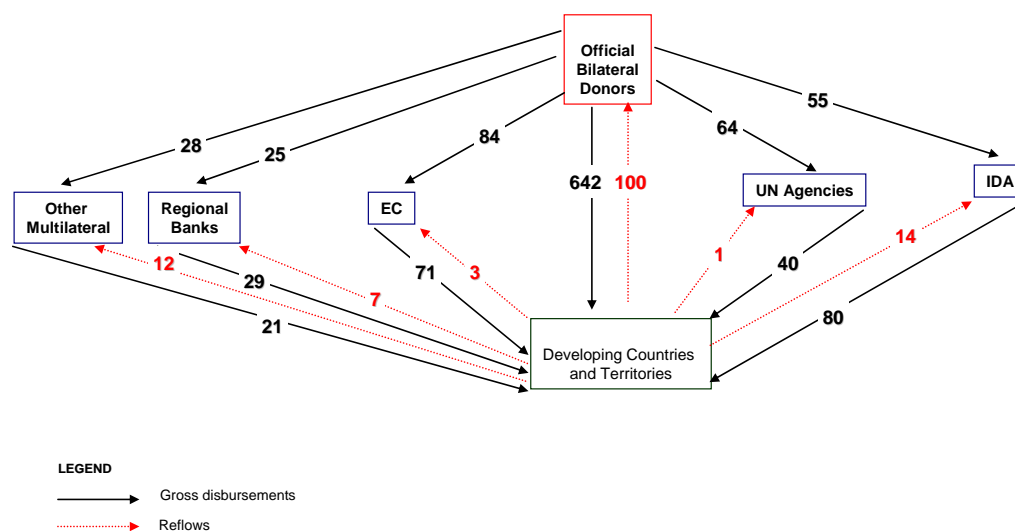 Official
Bilateral
Donors
55
28
25
84
64
642
100
Other
Multilateral
Regional
Banks
EC
UN Agencies
IDA
12
29
7
71
3
1
40
14
80
21
Developing Countries
and Territories
LEGEND
Gross disbursements
Reflows